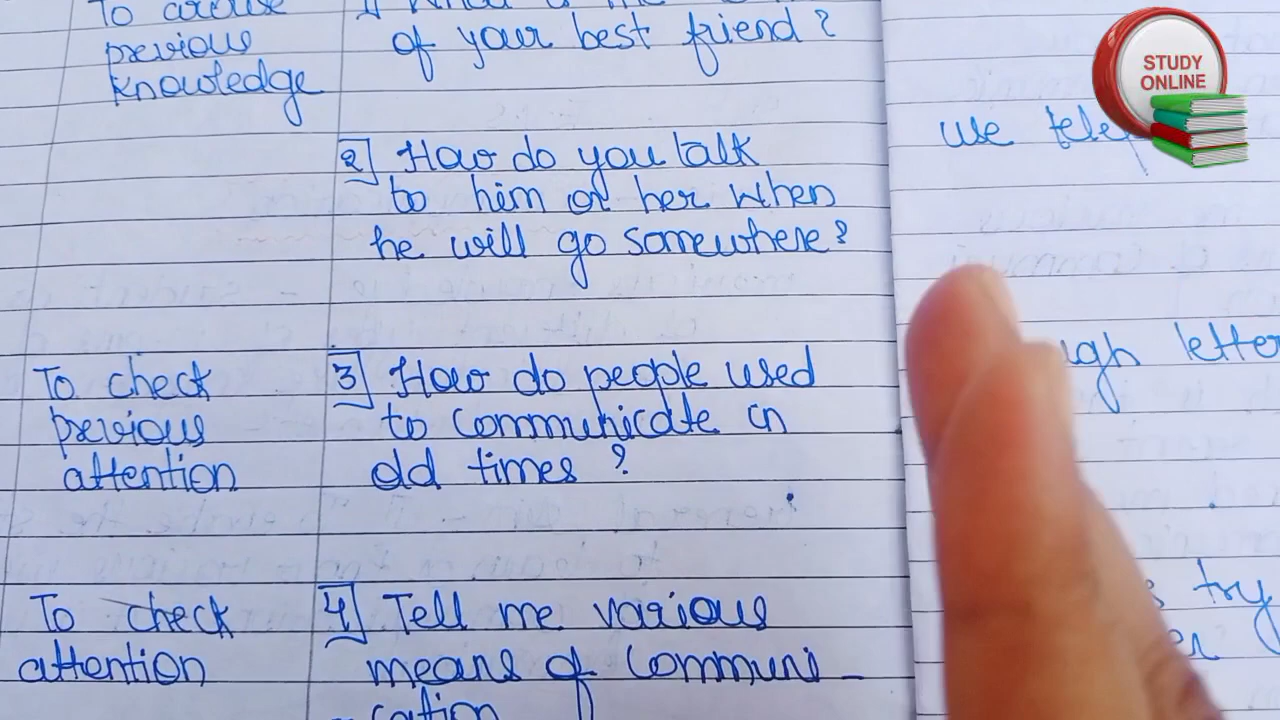 To arouse
previous
knowledge
of your best friend?
2] How do you talk
to him or her when
he will go somewhere?
To check
previous
attention
3] How do people used
to communicate in
old times?
To check
attention
4] Tell me various
means of communi-
cation
we
letter
try
STUDY
ONLINE